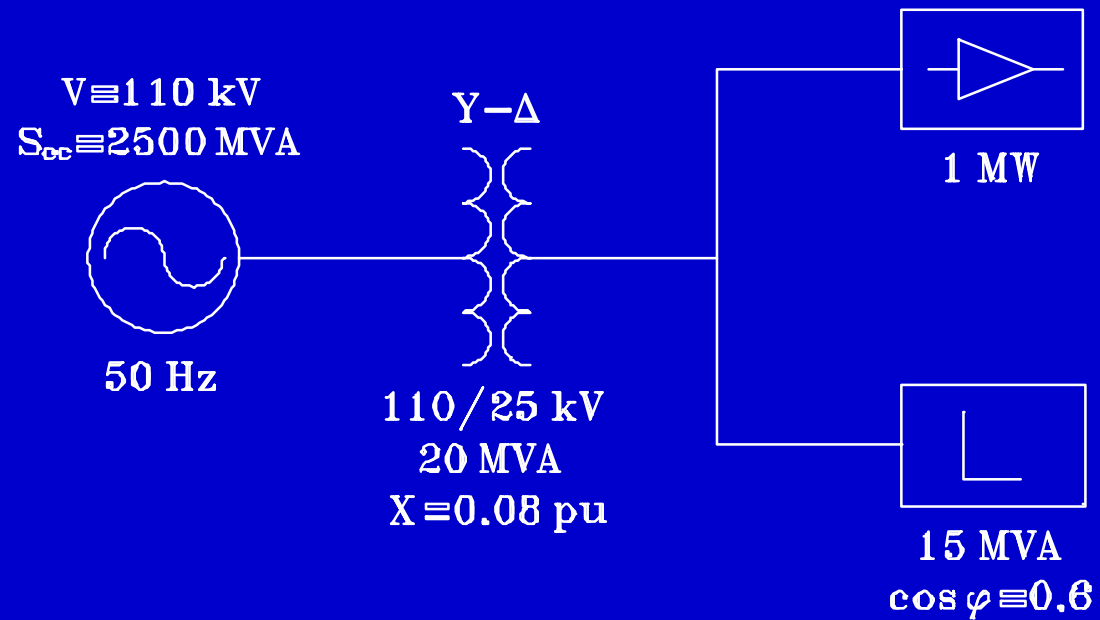 V=110 kV
Scc=2500 MVA
50 Hz
Y-Δ
110/25 kV
20 MVA
X=0.08 pu
1 MW
L
15 MVA
cos φ=0.6